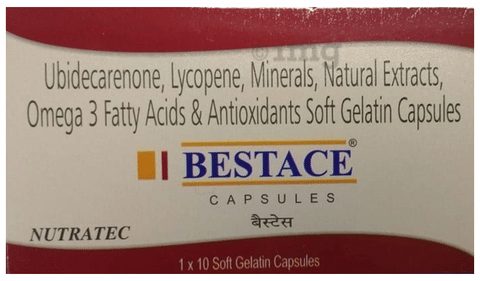 Ubidecarenone, Lycopene, Minerals, Natural Extracts,
Omega 3 Fatty Acids & Antioxidants Soft Gelatin Capsules
BESTACE®
CAPSULES
बैस्टेस
NUTRATEC
1 x 10 Soft Gelatin Capsules